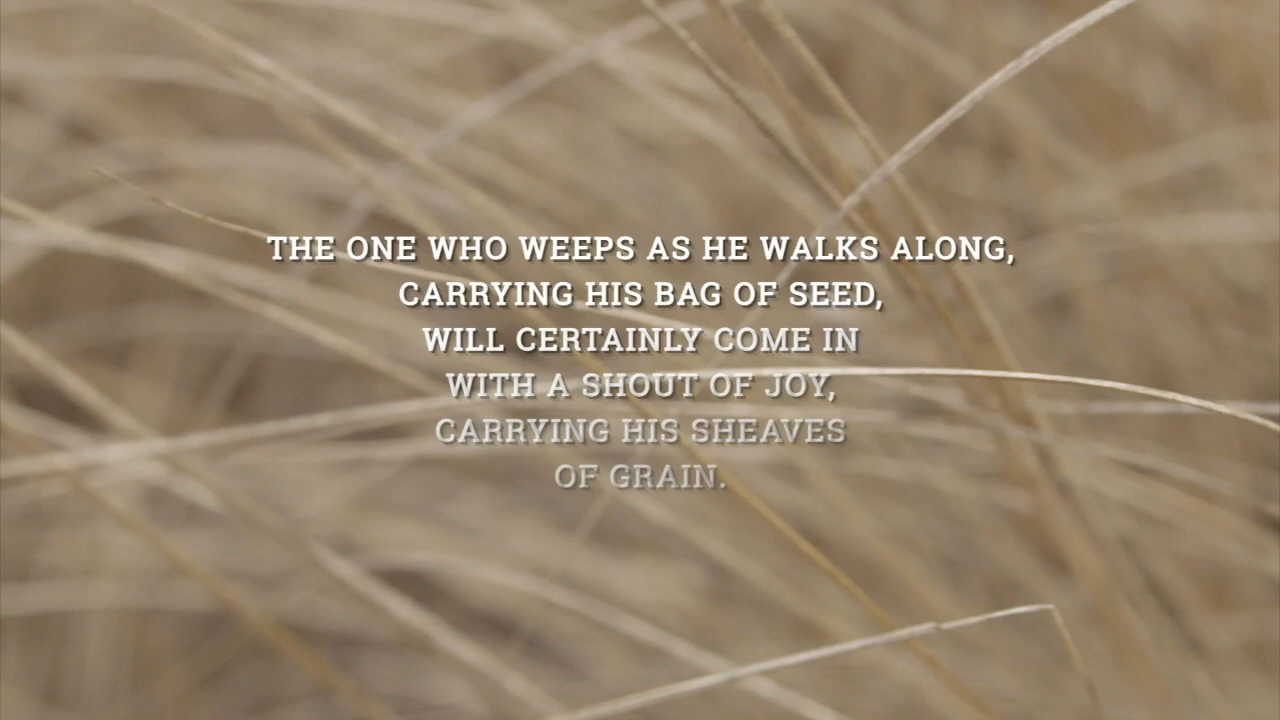 THE ONE WHO WEEPS AS HE WALKS ALONG,
CARRYING HIS BAG OF SEED,
WILL CERTAINLY COME IN
WITH A SHOUT OF JOY,
CARRYING HIS SHEAVES
OF GRAIN.